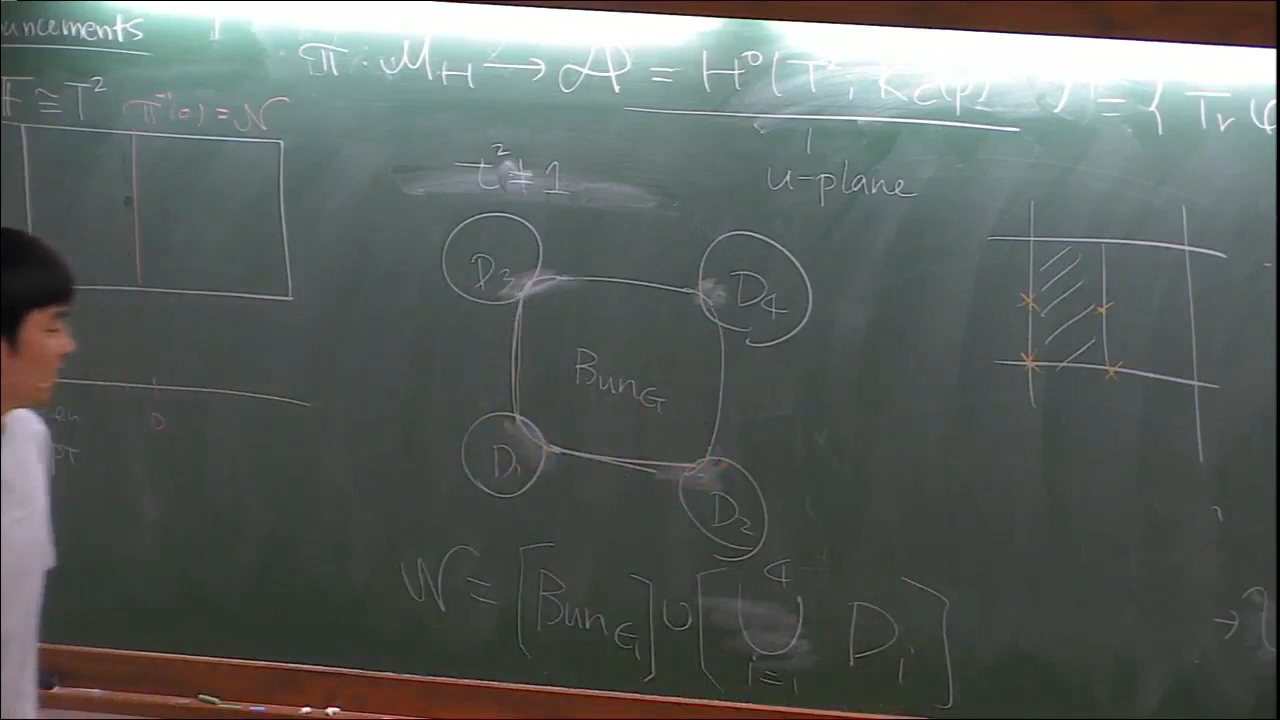 uncements
π : M_H → A = H⁰(T², K_C(p)) = { Tr φ
F ≅ T²
π⁻¹(0) = N
t² ≠ 1
u-plane
D₃
D₄
Bun_G
D₁
D₂
N = [Bun_G] ∪ [⋃_{i=1}^{4} D_i]